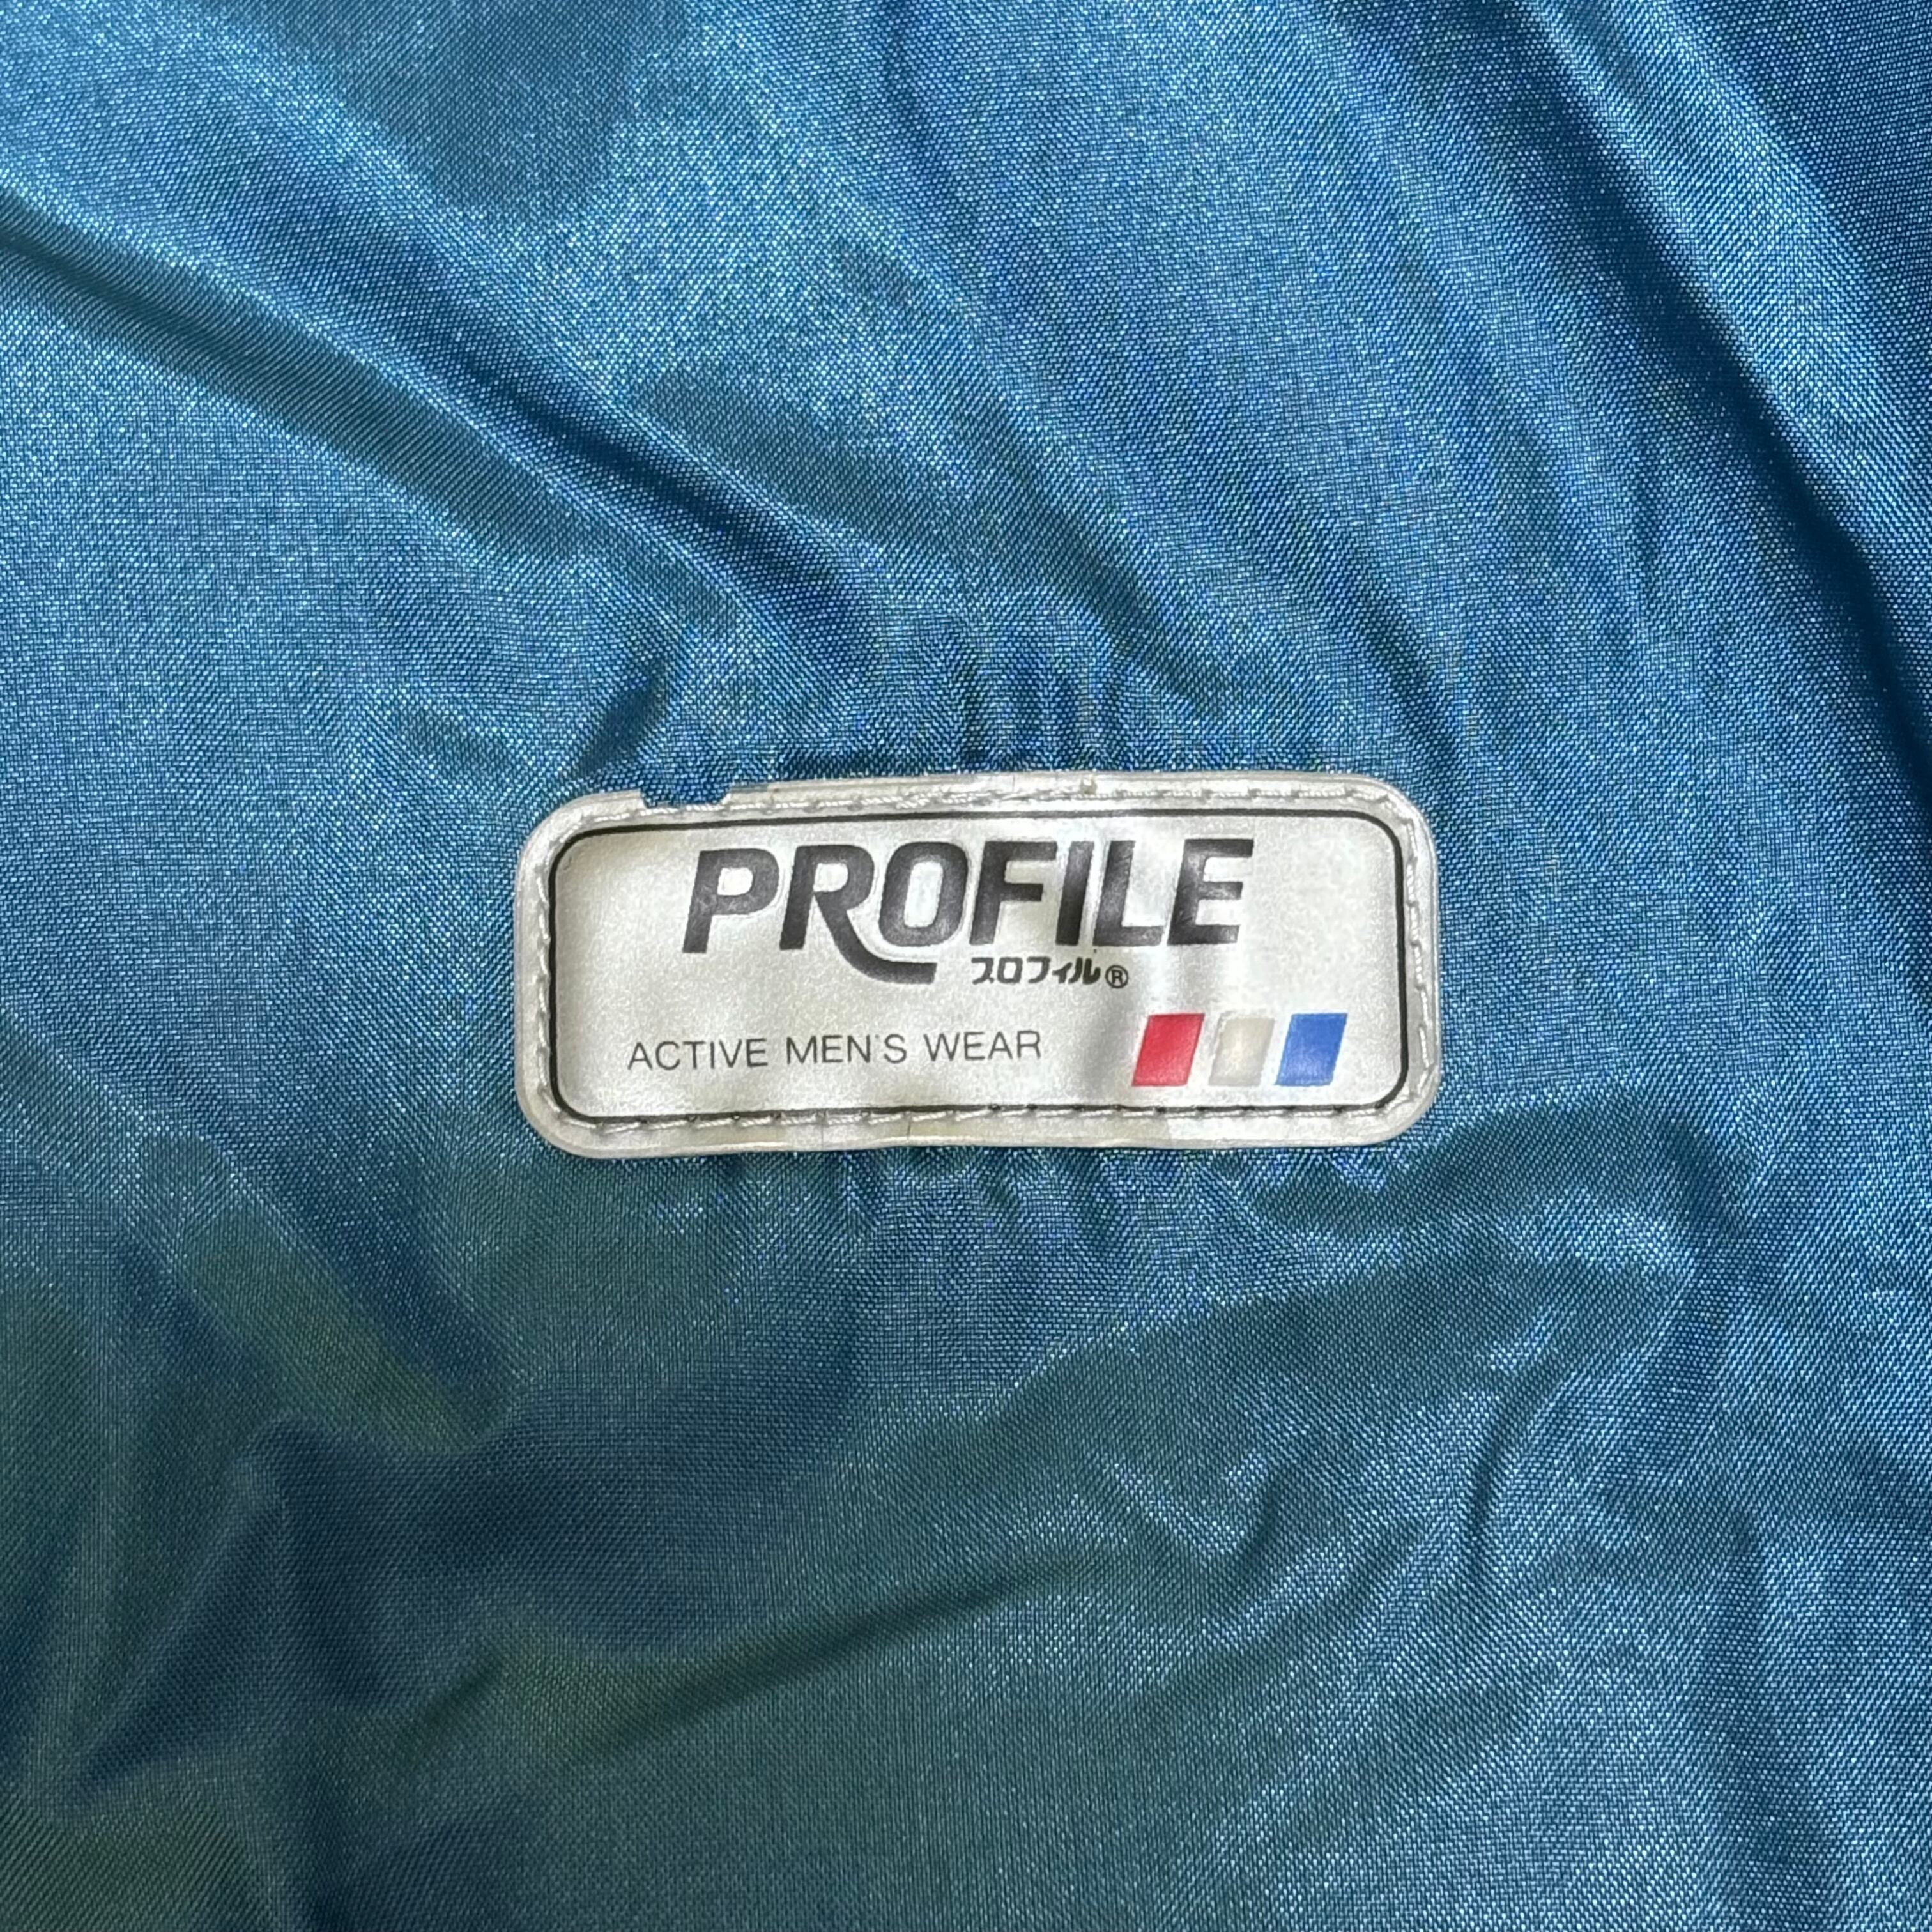 PROFILE
プロフィル®
ACTIVE MEN'S WEAR